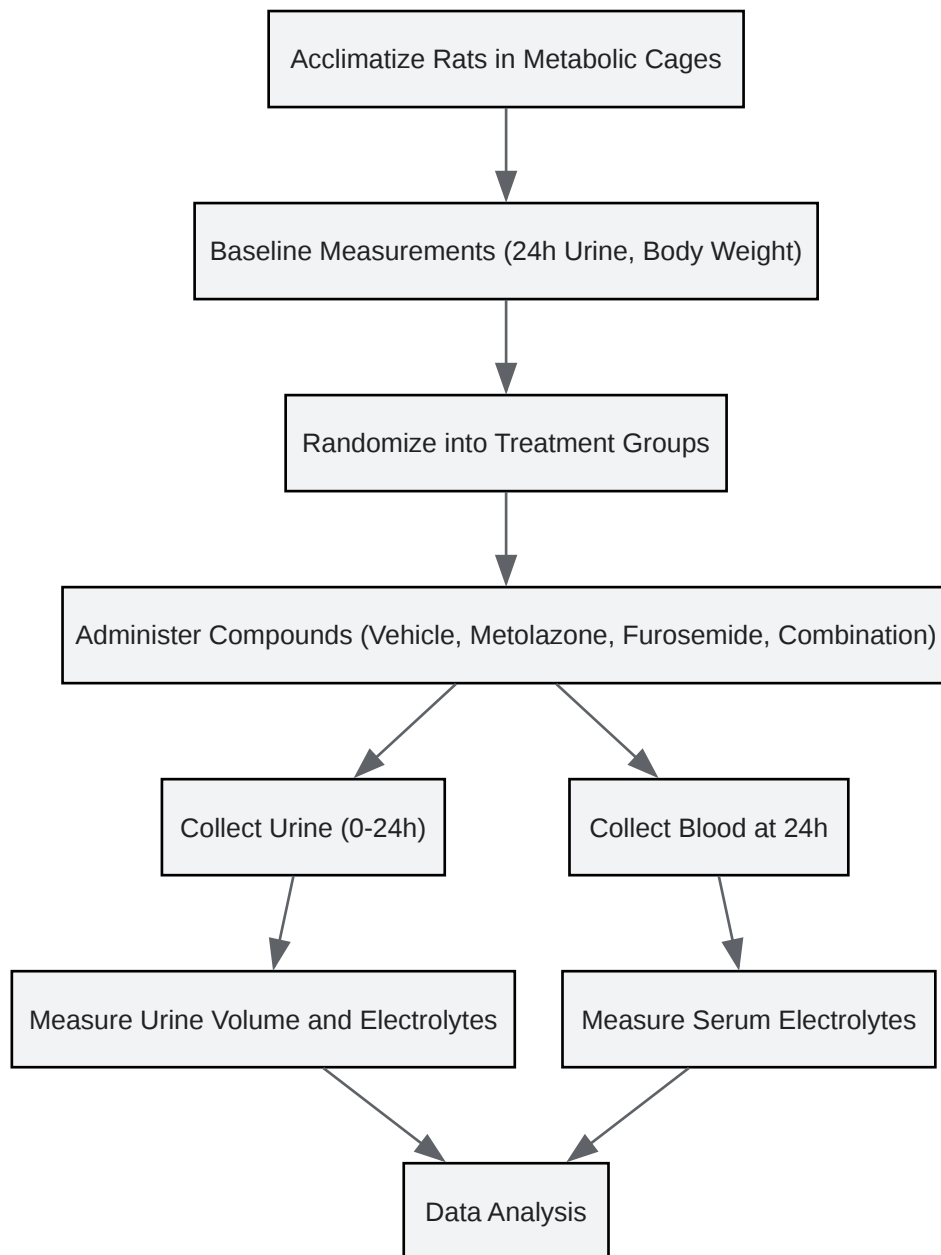 Acclimatize Rats in Metabolic Cages
Baseline Measurements (24h Urine, Body Weight)
Randomize into Treatment Groups
Administer Compounds (Vehicle, Metolazone, Furosemide, Combination)
Collect Urine (0-24h)
Collect Blood at 24h
Measure Urine Volume and Electrolytes
Measure Serum Electrolytes
Data Analysis